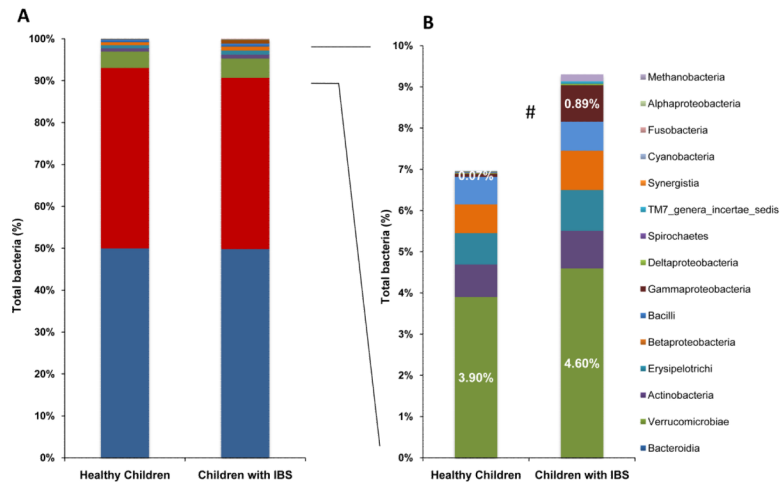 A
100%
90%
80%
70%
60%
50%
40%
30%
20%
10%
0%
Total bacteria (%)
Healthy Children
Children with IBS
B
10%
9%
8%
7%
6%
5%
4%
3%
2%
1%
0%
Total bacteria (%)
#
0.89%
0.07%
3.90%
4.60%
Healthy Children
Children with IBS
Methanobacteria
Alphaproteobacteria
Fusobacteria
Cyanobacteria
Synergistia
TM7_genera_incertae_sedis
Spirochaetes
Deltaproteobacteria
Gammaproteobacteria
Bacilli
Betaproteobacteria
Erysipelotrichi
Actinobacteria
Verrucomicrobiae
Bacteroidia